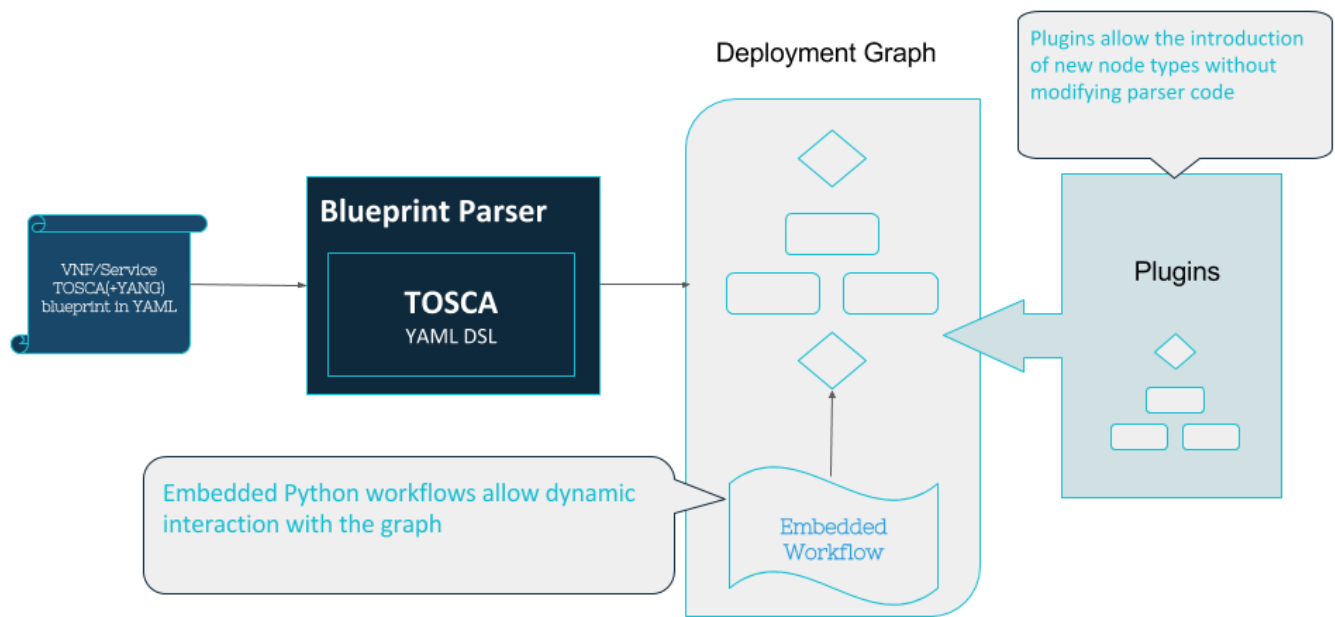 Deployment Graph
Plugins allow the introduction
of new node types without
modifying parser code
Blueprint Parser
TOSCA
YAML DSL
VNF/Service
TOSCA(+YANG)
blueprint in YAML
Plugins
Embedded Python workflows allow dynamic
interaction with the graph
Embedded
Workflow